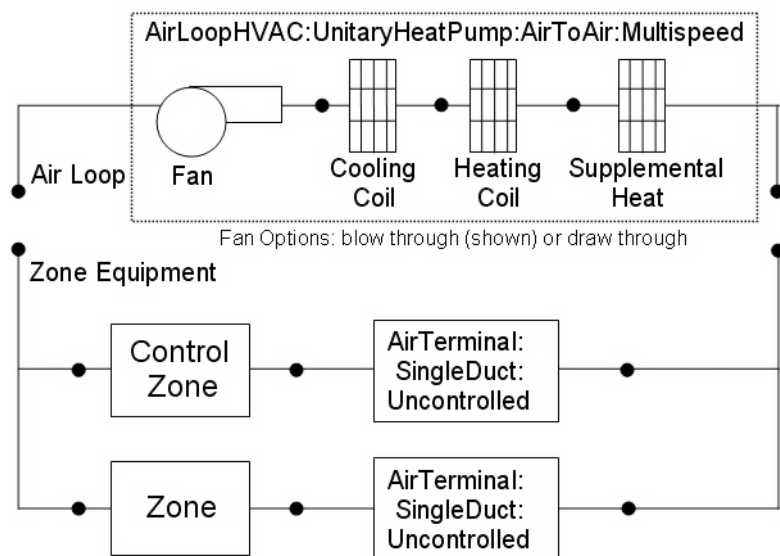 AirLoopHVAC:UnitaryHeatPump:AirToAir:Multispeed
Air Loop
Fan
Cooling
Coil
Heating
Coil
Supplemental
Heat
Fan Options: blow through (shown) or draw through
Zone Equipment
Control
Zone
AirTerminal:
SingleDuct:
Uncontrolled
Zone
AirTerminal:
SingleDuct:
Uncontrolled